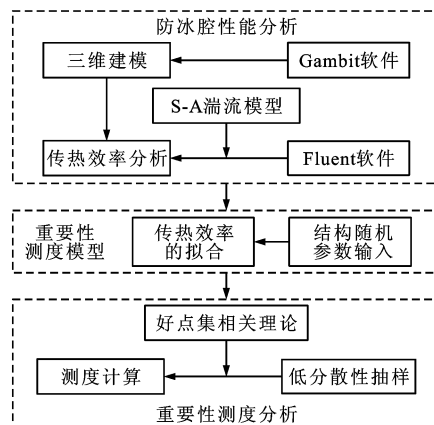 防冰腔性能分析
三维建模
Gambit软件
S-A湍流模型
传热效率分析
Fluent软件
重要性
测度模型
传热效率
的拟合
结构随机
参数输入
好点集相关理论
测度计算
低分散性抽样
重要性测度分析